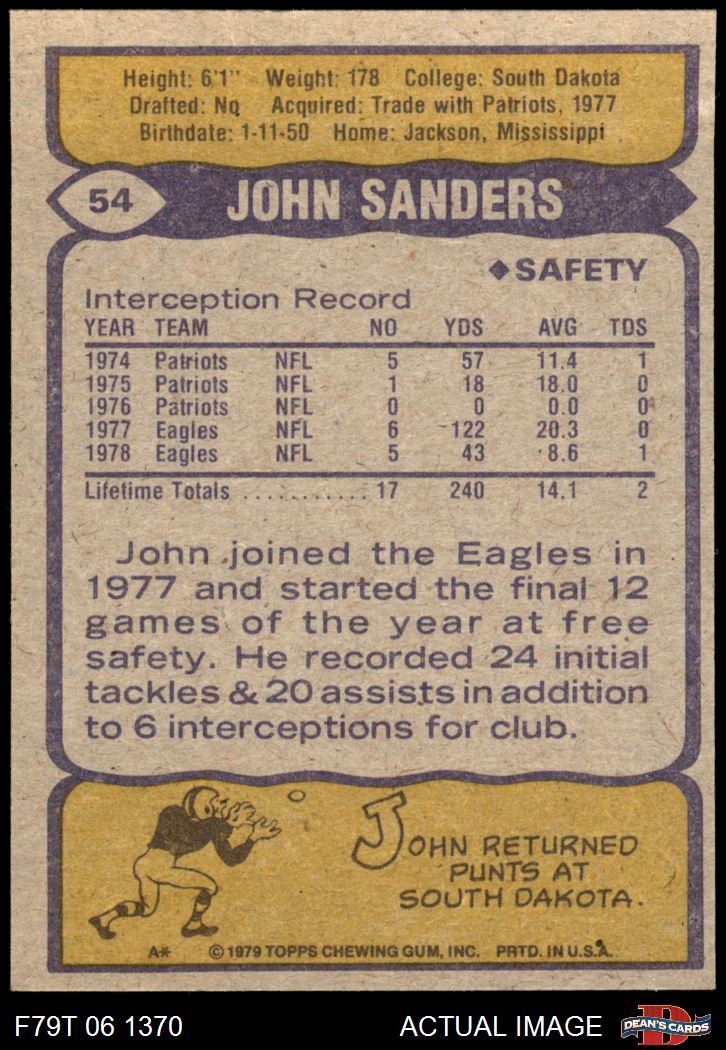 Height: 6'1" Weight: 178 College: South Dakota
Drafted: No Acquired: Trade with Patriots, 1977
Birthdate: 1-11-50 Home: Jackson, Mississippi
54 JOHN SANDERS
◆SAFETY
Interception Record
YEAR TEAM NO YDS AVG TDS
1974 Patriots NFL 5 57 11.4 1
1975 Patriots NFL 1 18 18.0 0
1976 Patriots NFL 0 0 0.0 0
1977 Eagles NFL 6 122 20.3 0
1978 Eagles NFL 5 43 8.6 1
Lifetime Totals ........... 17 240 14.1 2
John joined the Eagles in
1977 and started the final 12
games of the year at free
safety. He recorded 24 initial
tackles & 20 assists in addition
to 6 interceptions for club.
JOHN RETURNED
PUNTS AT
SOUTH DAKOTA.
A* © 1979 TOPPS CHEWING GUM, INC. PRTD. IN U.S.A.
F79T 06 1370 ACTUAL IMAGE D DEAN'S CARDS